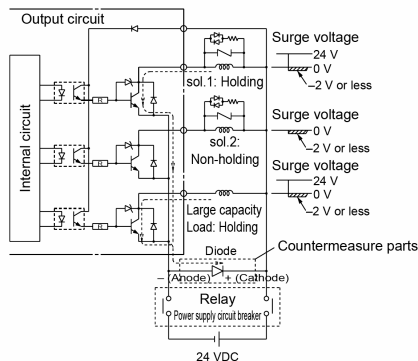 Output circuit
Internal circuit
R
R
R
Surge voltage
24 V
0 V
–2 V or less
sol.1: Holding
Surge voltage
0 V
–2 V or less
sol.2:
Non-holding
Surge voltage
24 V
0 V
–2 V or less
Large capacity
Load: Holding
Diode
Countermeasure parts
– (Anode)
+ (Cathode)
Relay
Power supply circuit breaker
24 VDC